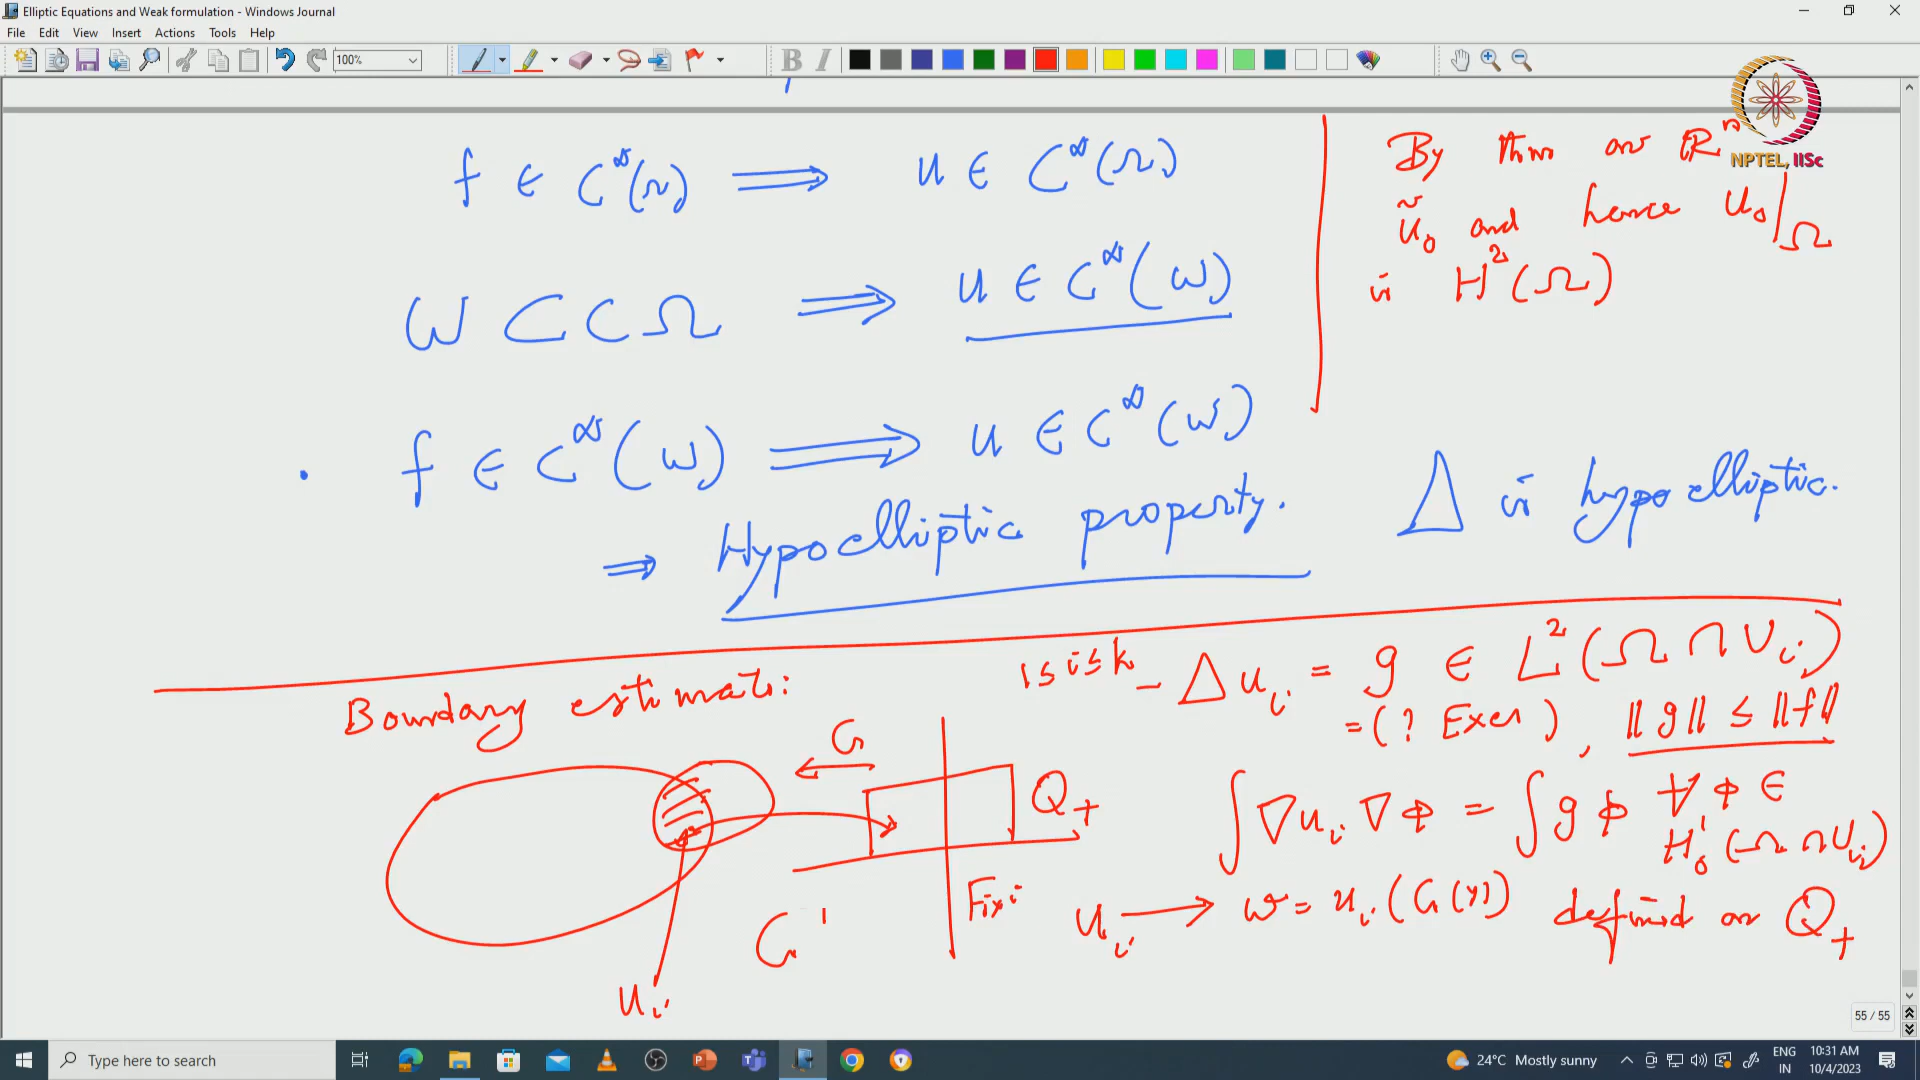 Elliptic Equations and Weak formulation - Windows Journal
File Edit View Insert Actions Tools Help
100%
B I
NPTEL, IISc
f ∈ C^∞(Ω) ⟹ u ∈ C^∞(Ω)
ω ⊂⊂ Ω ⟹ u ∈ C^∞(ω)
• f ∈ C^∞(ω) ⟹ u ∈ C^∞(ω)
⇒ Hypoelliptic property.
By thm on ℝ^n
ũ₀ and hence u₀|_Ω
is H²(Ω)
Δ is hypoelliptic.
Boundary estimate:
1≤i≤k -Δu_i = g ∈ L²(Ω∩U_i)
=(? Exer), ||g|| ≤ ||f||
∫∇u_i ∇φ = ∫gφ ∀φ ∈
H¹₀(Ω∩U_i)
u_i → w = u_i(G(y)) defined on Q₊
G
Q₊
Fix i
G'
u_i
55 / 55
Type here to search
24°C Mostly sunny
ENG
IN
10:31 AM
10/4/2023